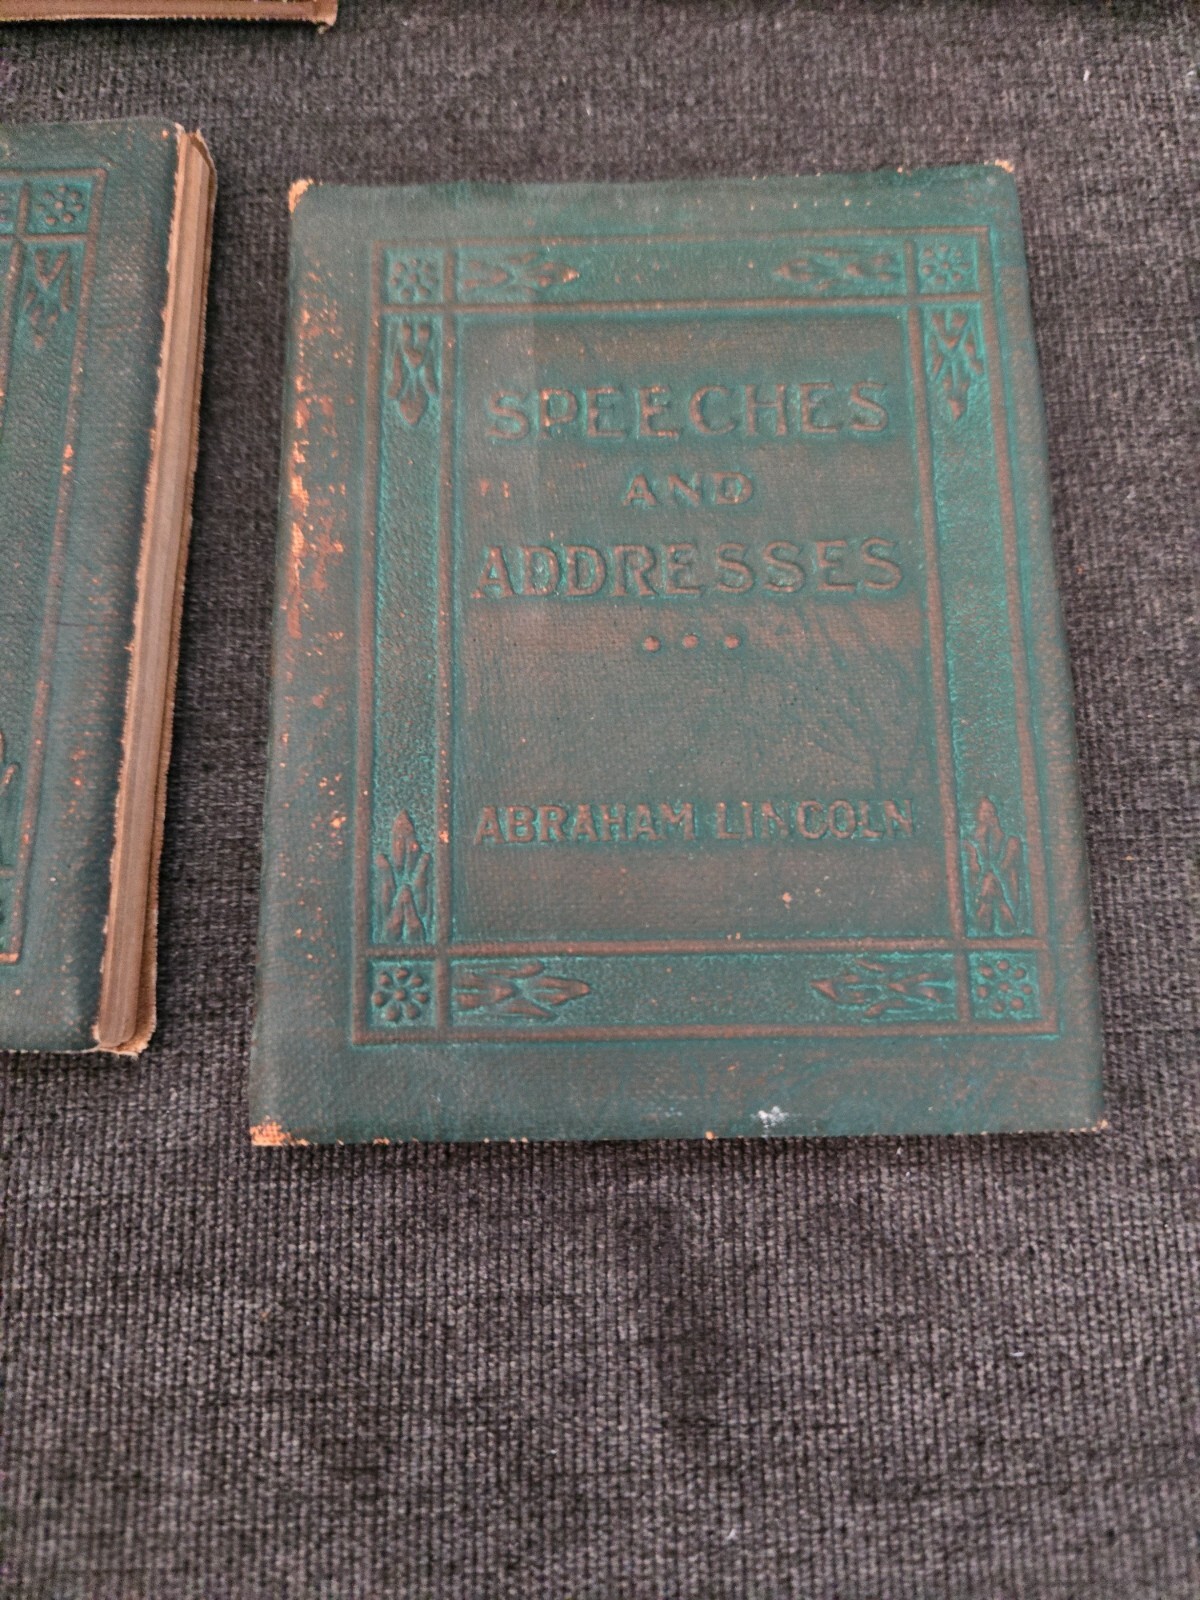 SPEECHES
AND
ADDRESSES
ABRAHAM LINCOLN